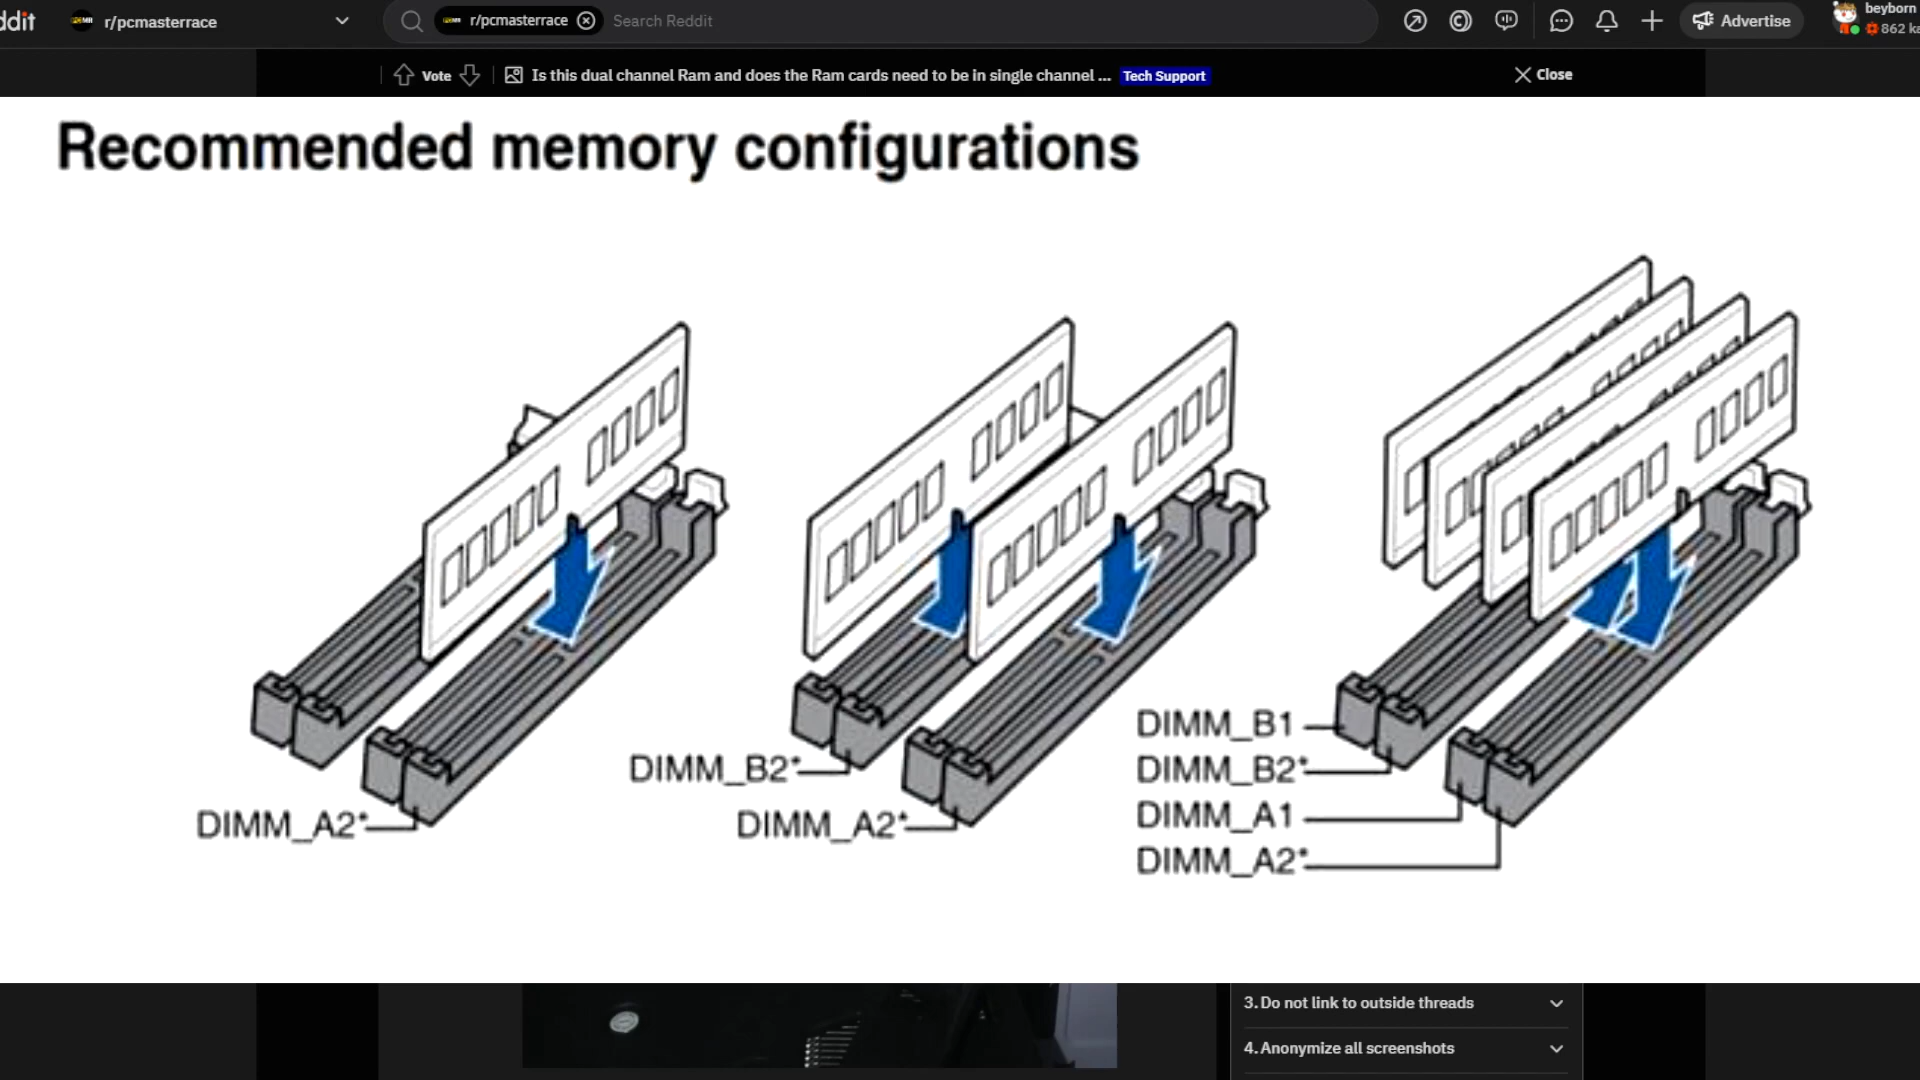 ddit
r/pcmasterrace
r/pcmasterrace
Search Reddit
Advertise
beyborn
862 ka
Vote
Is this dual channel Ram and does the Ram cards need to be in single channel ...
Tech Support
Close
Recommended memory configurations
DIMM_A2*
DIMM_B2*
DIMM_A2*
DIMM_B1
DIMM_B2*
DIMM_A1
DIMM_A2*
3. Do not link to outside threads
4. Anonymize all screenshots